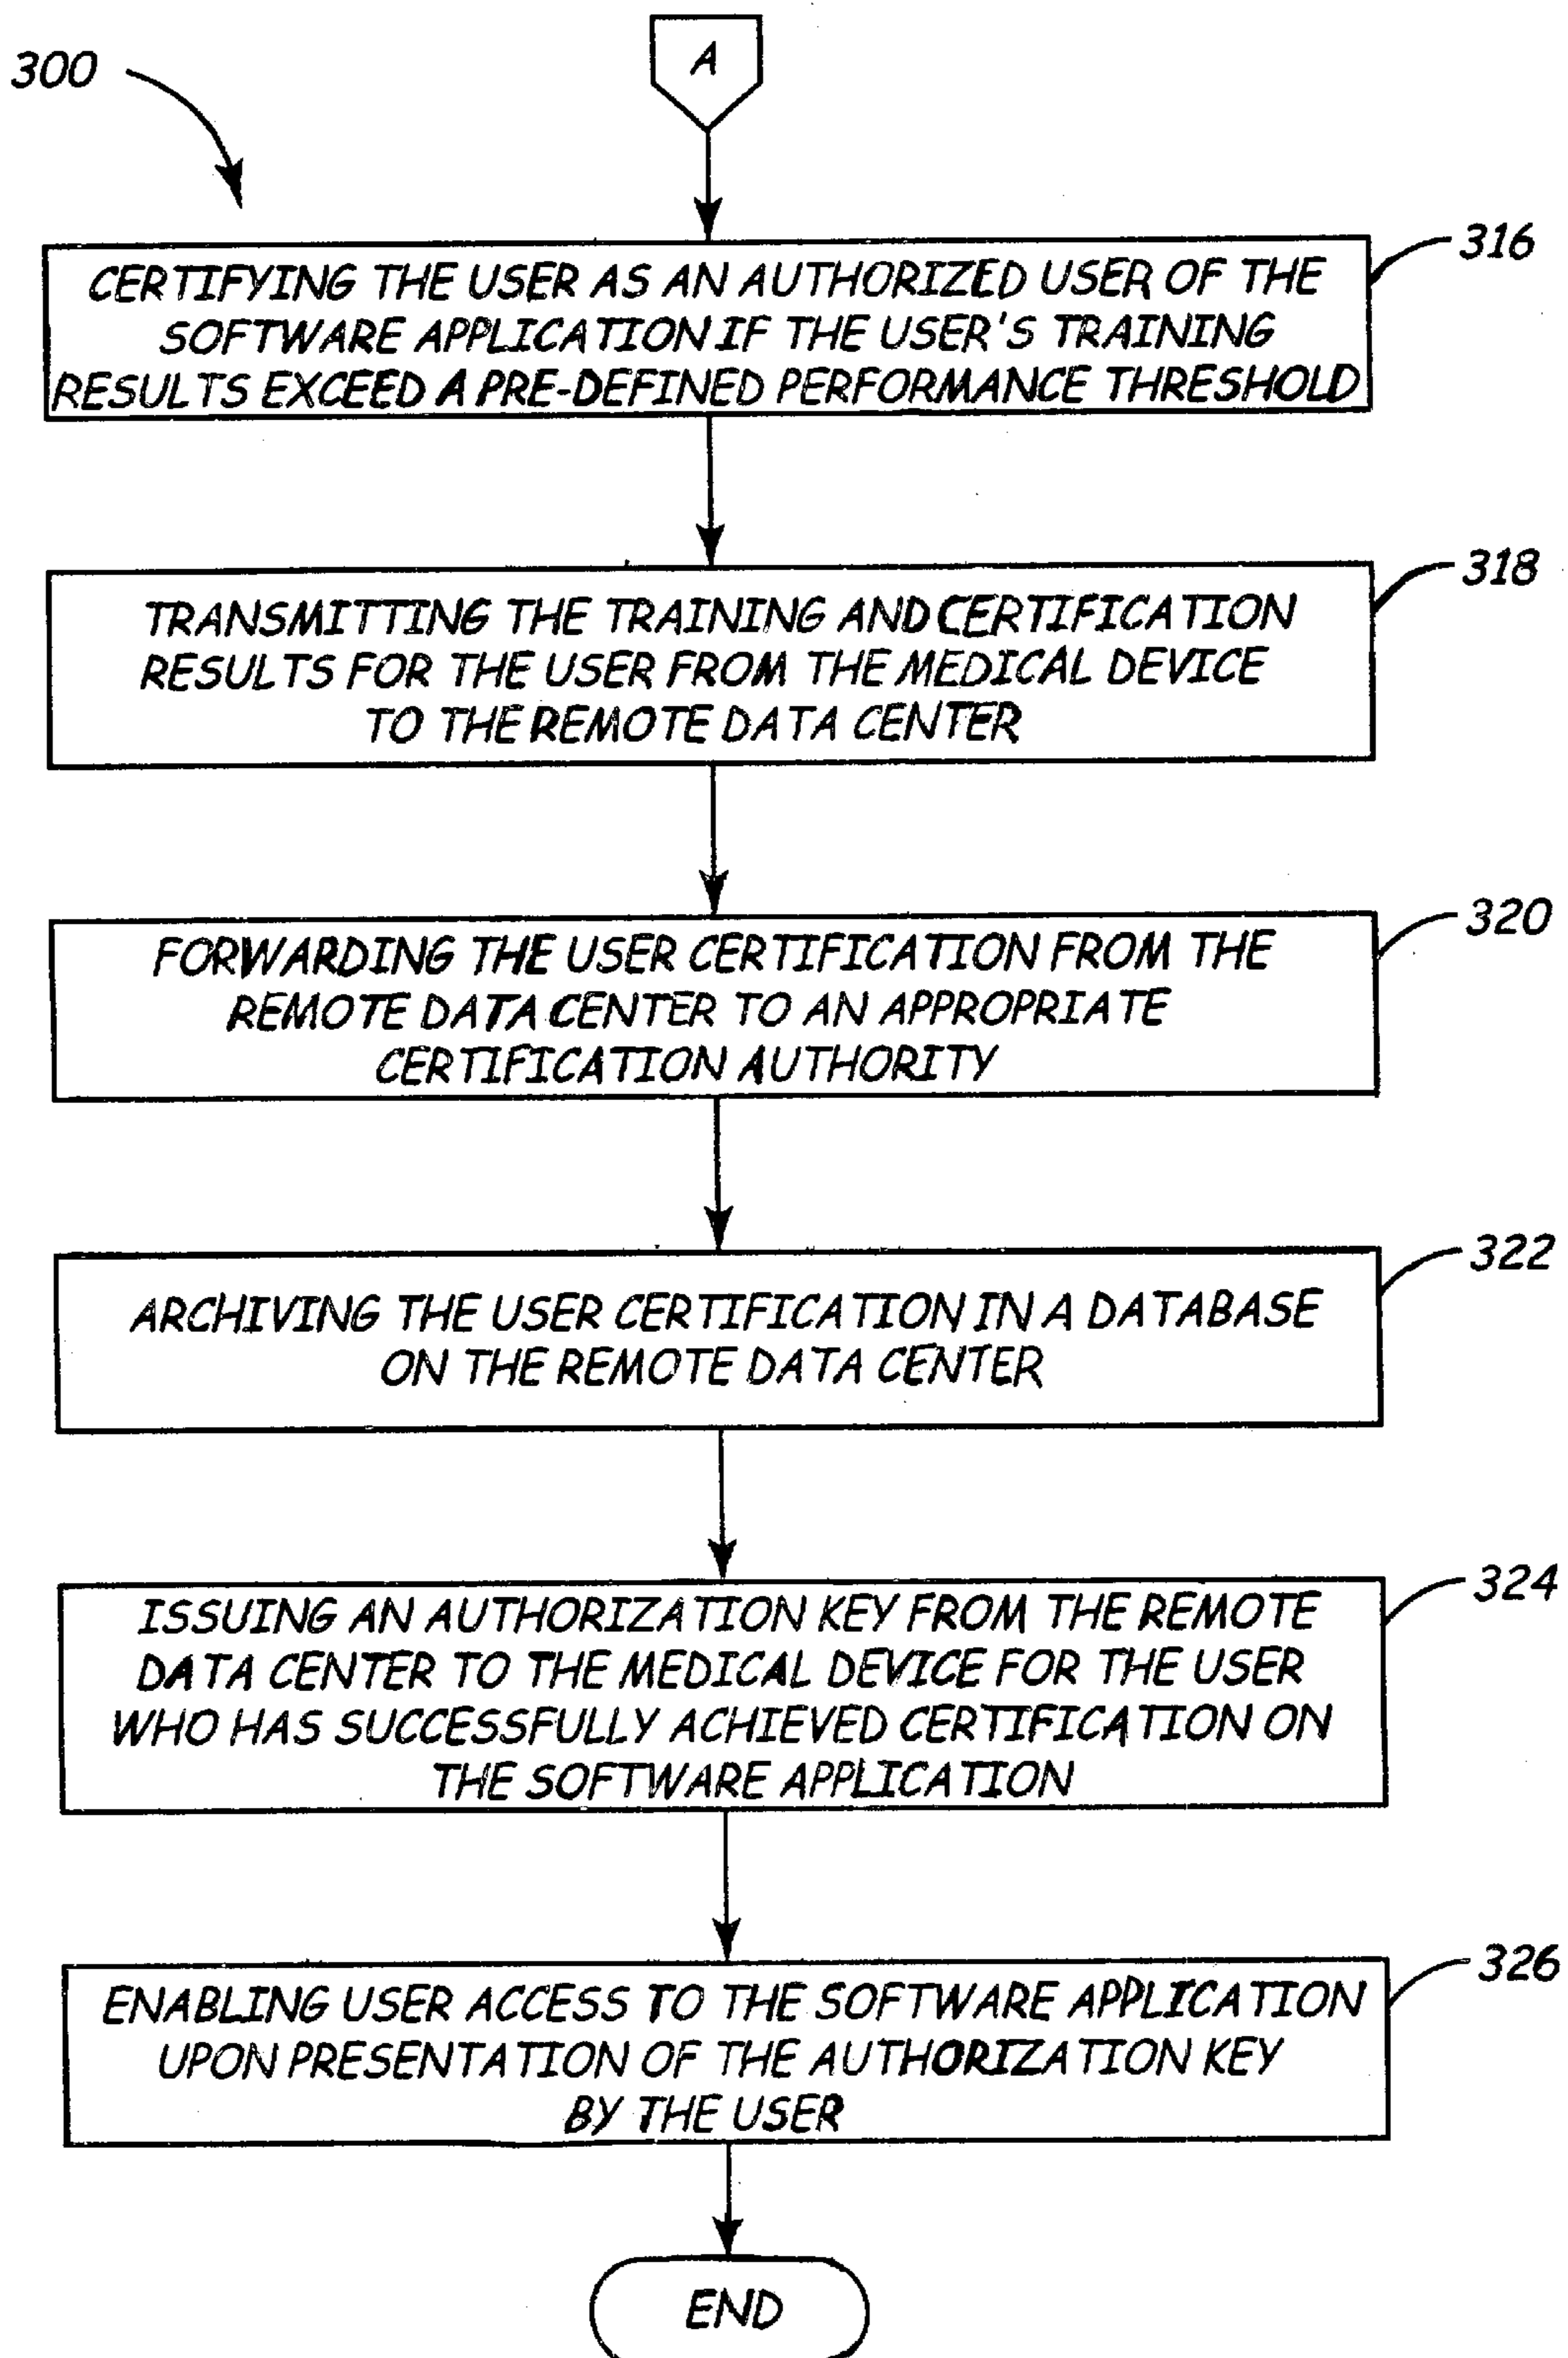 A
300
316
CERTIFYING THE USER AS AN AUTHORIZED USER OF THE
SOFTWARE APPLICATION IF THE USER'S TRAINING
RESULTS EXCEED A PRE-DEFINED PERFORMANCE THRESHOLD
318
TRANSMITTING THE TRAINING AND CERTIFICATION
RESULTS FOR THE USER FROM THE MEDICAL DEVICE
TO THE REMOTE DATA CENTER
320
FORWARDING THE USER CERTIFICATION FROM THE
REMOTE DATA CENTER TO AN APPROPRIATE
CERTIFICATION AUTHORITY
322
ARCHIVING THE USER CERTIFICATION IN A DATABASE
ON THE REMOTE DATA CENTER
324
ISSUING AN AUTHORIZATION KEY FROM THE REMOTE
DATA CENTER TO THE MEDICAL DEVICE FOR THE USER
WHO HAS SUCCESSFULLY ACHIEVED CERTIFICATION ON
THE SOFTWARE APPLICATION
326
ENABLING USER ACCESS TO THE SOFTWARE APPLICATION
UPON PRESENTATION OF THE AUTHORIZATION KEY
BY THE USER
END